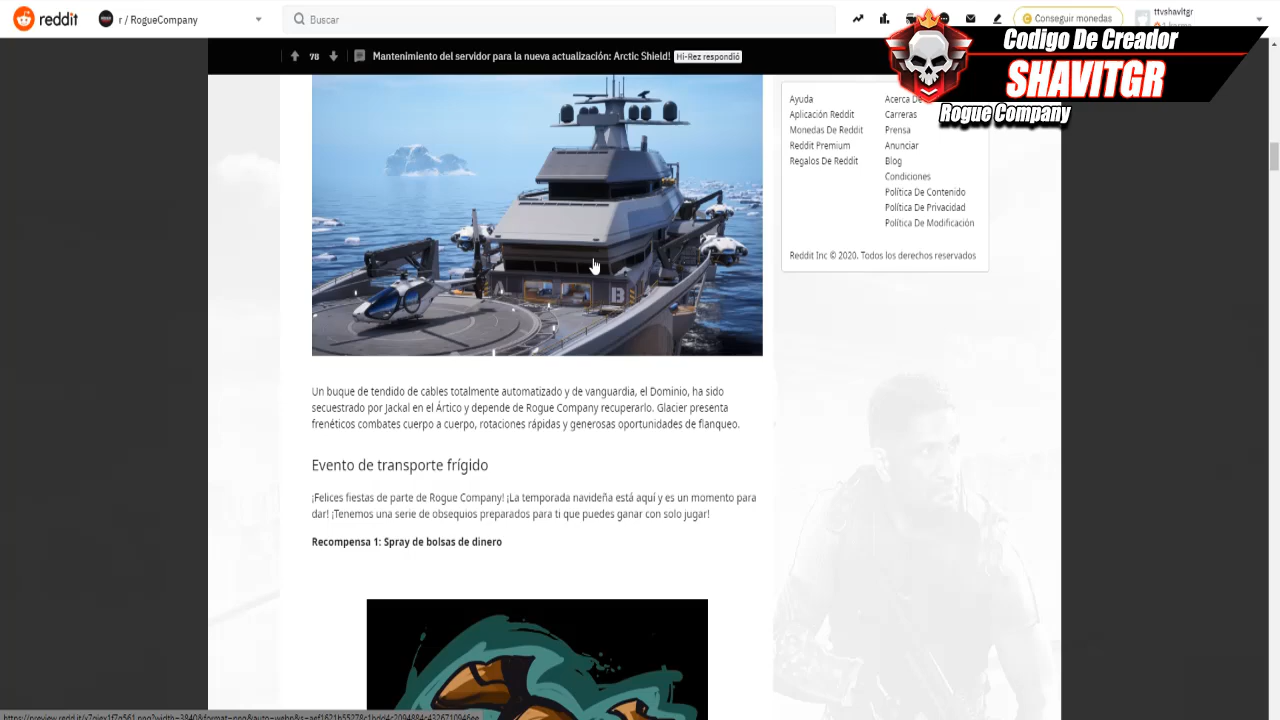 reddit
r / RogueCompany
Buscar
Conseguir monedas
ttvshavitgr
Codigo De Creador
SHAVITGR
Rogue Company
78
Mantenimiento del servidor para la nueva actualización: Arctic Shield!
Hi-Rez respondió
A
B
Ayuda
Aplicación Reddit
Monedas De Reddit
Reddit Premium
Regalos De Reddit
Acerca De
Carreras
Prensa
Anunciar
Blog
Condiciones
Política De Contenido
Política De Privacidad
Política De Modificación
Reddit Inc © 2020. Todos los derechos reservados
Un buque de tendido de cables totalmente automatizado y de vanguardia, el Dominio, ha sido
secuestrado por Jackal en el Ártico y depende de Rogue Company recuperarlo. Glacier presenta
frenéticos combates cuerpo a cuerpo, rotaciones rápidas y generosas oportunidades de flanqueo.
Evento de transporte frígido
¡Felices fiestas de parte de Rogue Company! ¡La temporada navideña está aquí y es un momento para
dar! ¡Tenemos una serie de obsequios preparados para ti que puedes ganar con solo jugar!
Recompensa 1: Spray de bolsas de dinero